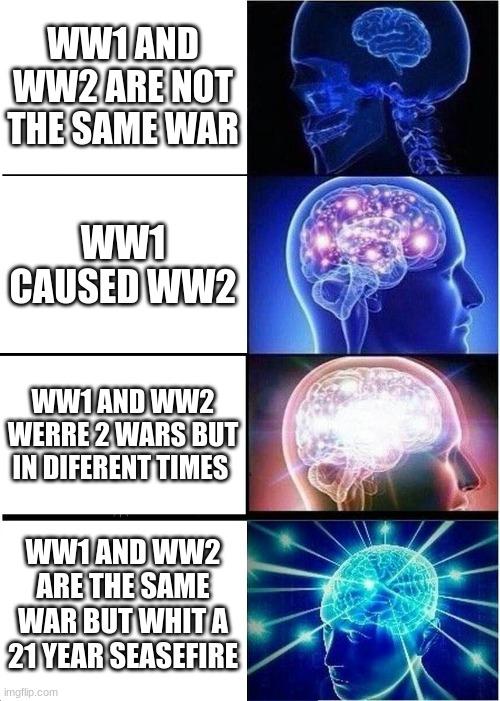 WW1 AND
WW2 ARE NOT
THE SAME WAR
WW1
CAUSED WW2
WW1 AND WW2
WERRE 2 WARS BUT
IN DIFERENT TIMES
WW1 AND WW2
ARE THE SAME
WAR BUT WHIT A
21 YEAR SEASEFIRE
imgflip.com